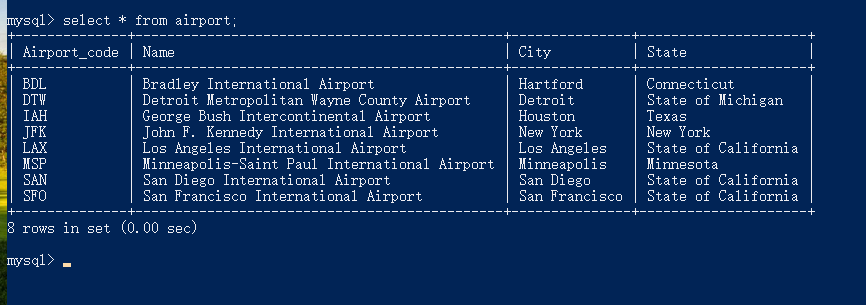 mysql> select * from airport;
+--------------+-----------------------------------------------+---------------+---------------------+
| Airport_code | Name                                          | City          | State               |
+--------------+-----------------------------------------------+---------------+---------------------+
| BDL          | Bradley International Airport                 | Hartford      | Connecticut         |
| DTW          | Detroit Metropolitan Wayne County Airport     | Detroit       | State of Michigan   |
| IAH          | George Bush Intercontinental Airport          | Houston       | Texas               |
| JFK          | John F. Kennedy International Airport         | New York      | New York            |
| LAX          | Los Angeles International Airport             | Los Angeles   | State of California |
| MSP          | Minneapolis-Saint Paul International Airport  | Minneapolis   | Minnesota           |
| SAN          | San Diego International Airport               | San Diego     | State of California |
| SFO          | San Francisco International Airport           | San Francisco | State of California |
+--------------+-----------------------------------------------+---------------+---------------------+
8 rows in set (0.00 sec)
mysql>